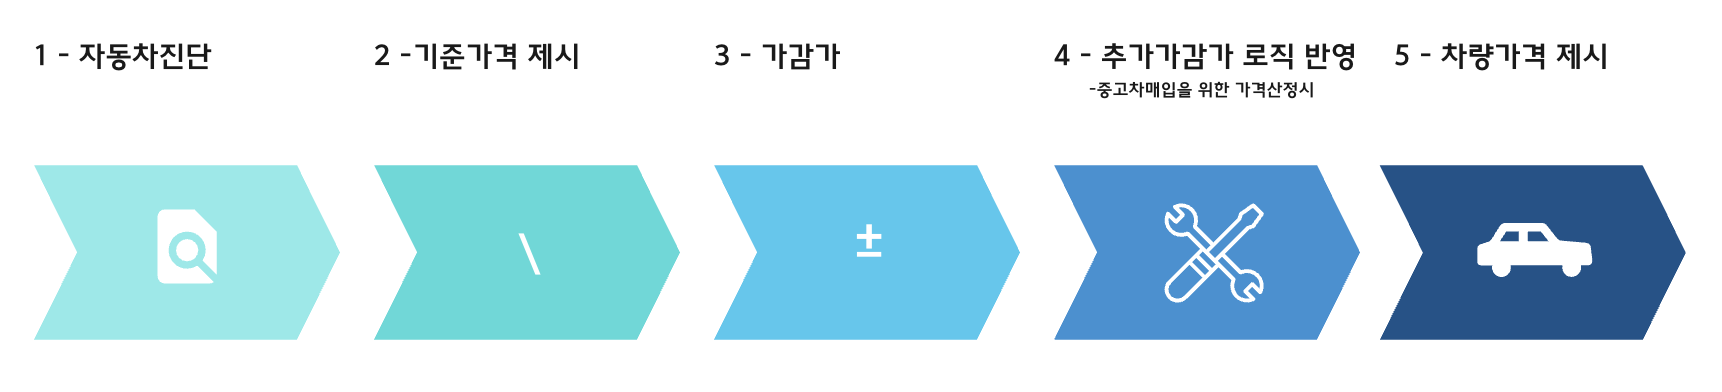 1 - 자동차진단
2 -기준가격 제시
3 - 가감가
4 - 추가가감가 로직 반영
-중고차매입을 위한 가격산정시
5 - 차량가격 제시
\
±